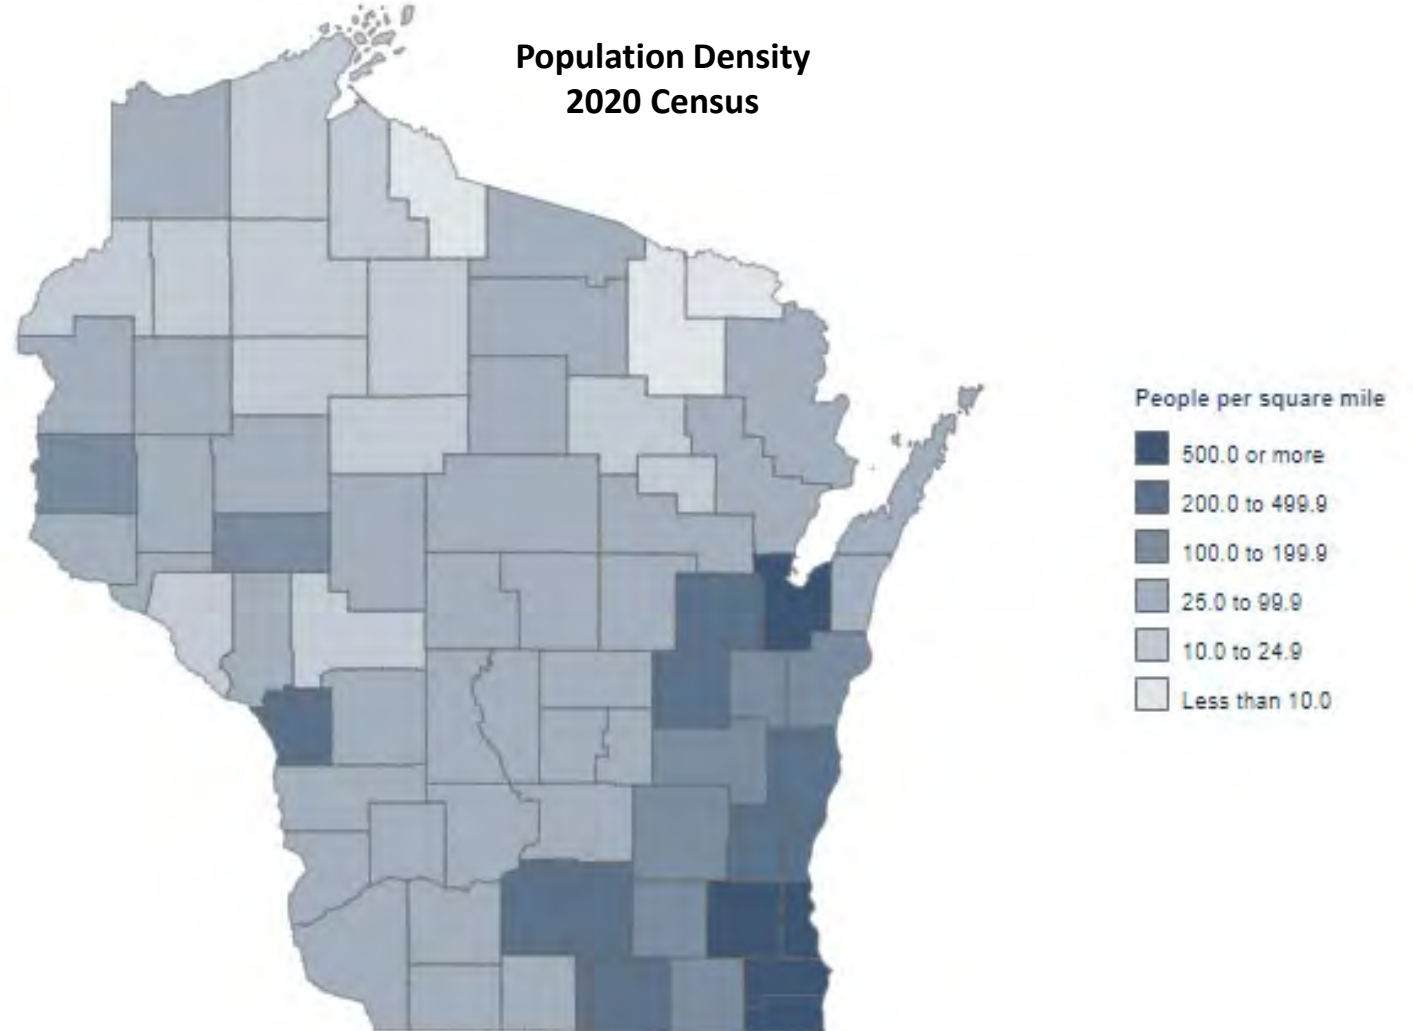 Population Density
2020 Census
People per square mile
500.0 or more
200.0 to 499.9
100.0 to 199.9
25.0 to 99.9
10.0 to 24.9
Less than 10.0